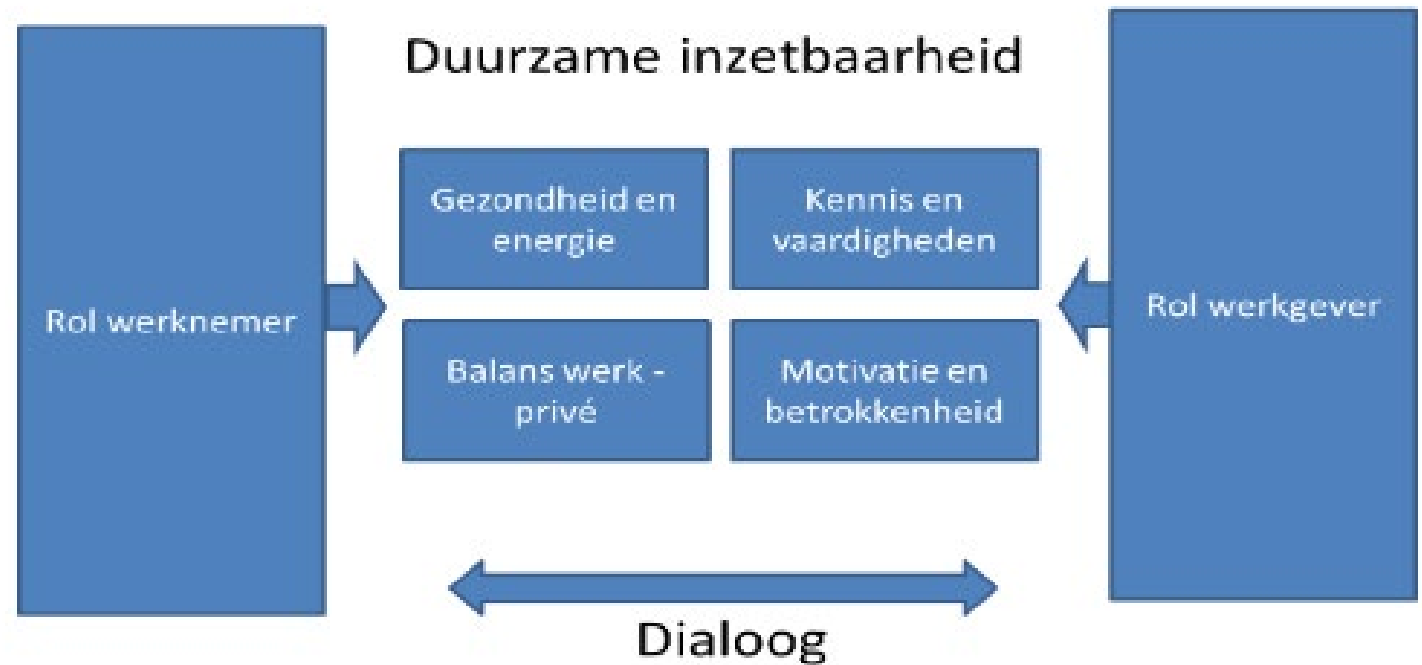 Duurzame inzetbaarheid
Rol werknemer
Gezondheid en
energie
Kennis en
vaardigheden
Balans werk -
privé
Motivatie en
betrokkenheid
Rol werkgever
Dialoog